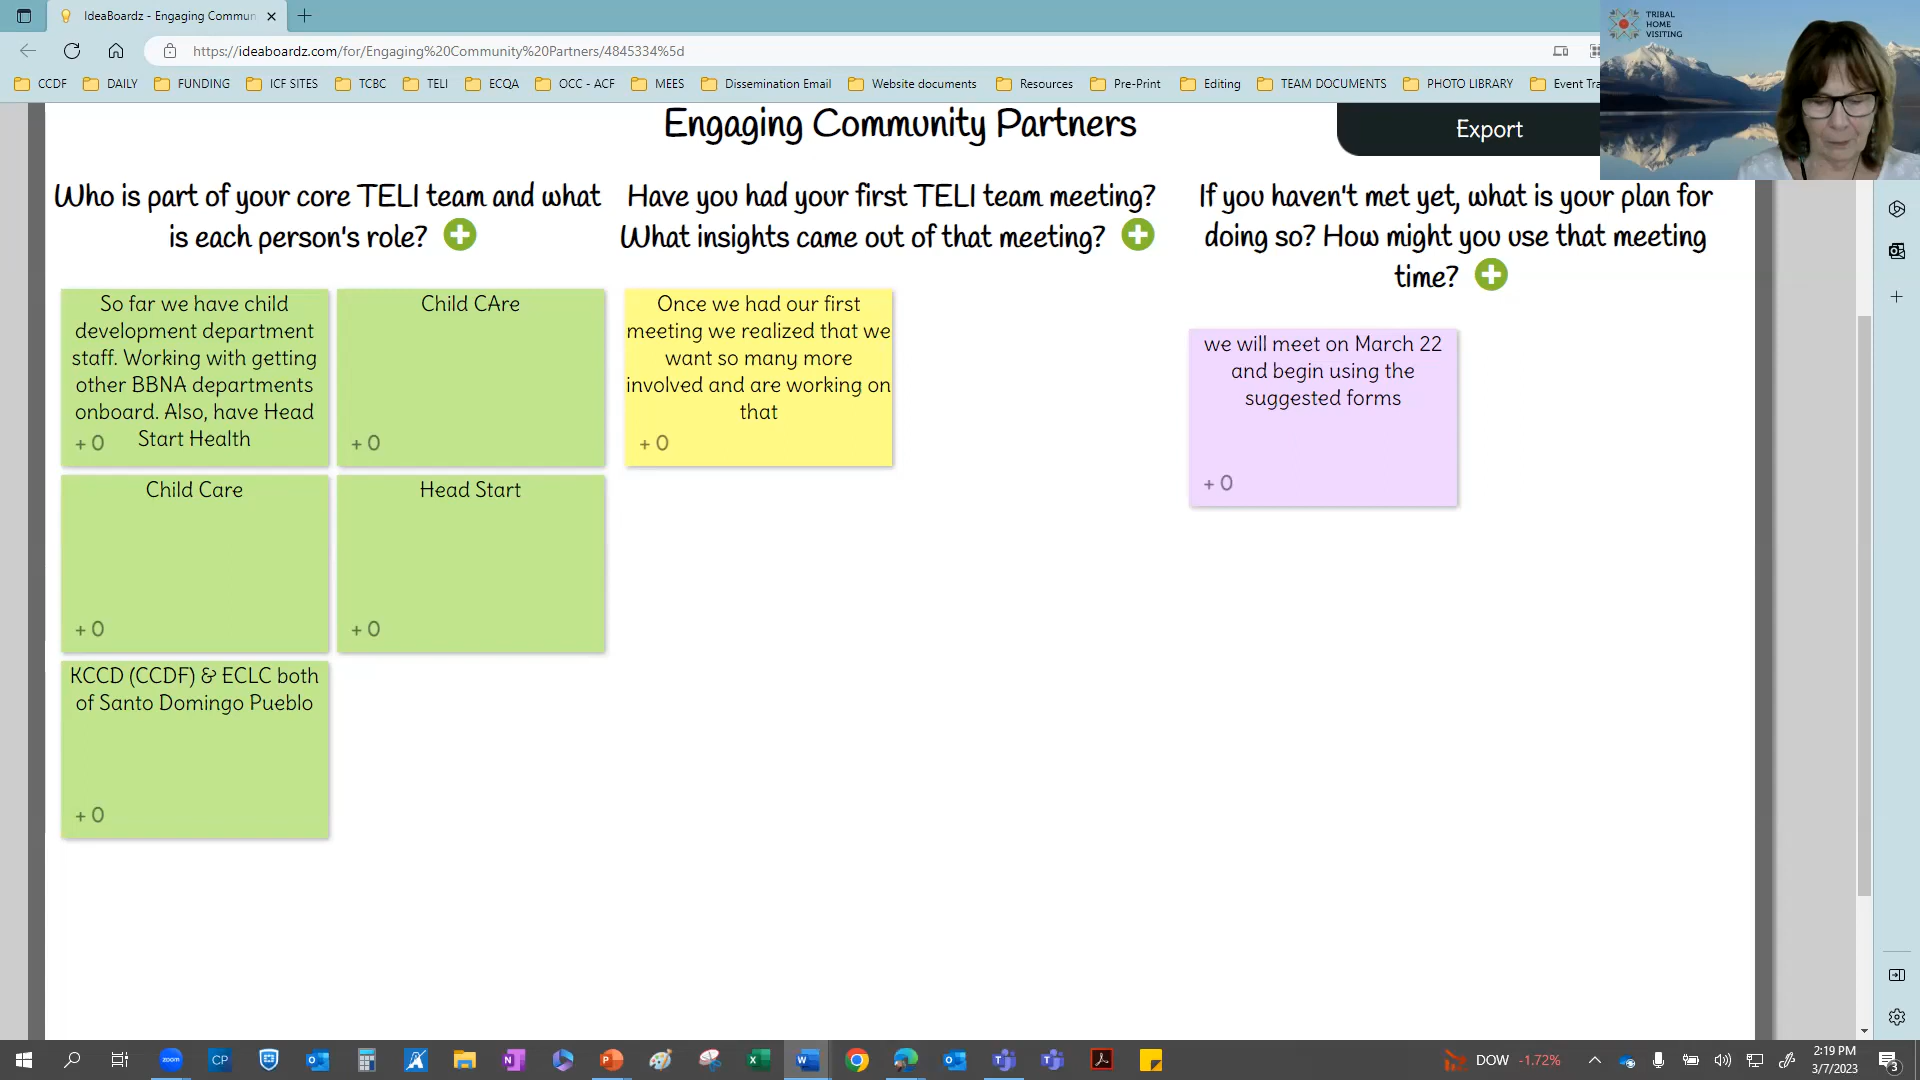 IdeaBoardz - Engaging Commun
https://ideaboardz.com/for/Engaging%20Community%20Partners/4845334%5d
CCDF
DAILY
FUNDING
ICF SITES
TCBC
TELI
ECQA
OCC - ACF
MEES
Dissemination Email
Website documents
Resources
Pre-Print
Editing
TEAM DOCUMENTS
PHOTO LIBRARY
Event Tra
TRIBAL
HOME
VISITING
Engaging Community Partners
Export
Who is part of your core TELI team and what
is each person's role?
So far we have child
development department
staff. Working with getting
other BBNA departments
onboard. Also, have Head
Start Health
+ 0
Child CAre
+ 0
Child Care
+ 0
Head Start
+ 0
KCCD (CCDF) & ECLC both
of Santo Domingo Pueblo
+ 0
Have you had your first TELI team meeting?
What insights came out of that meeting?
Once we had our first
meeting we realized that we
want so many more
involved and are working on
that
+ 0
If you haven't met yet, what is your plan for
doing so? How might you use that meeting
time?
we will meet on March 22
and begin using the
suggested forms
+ 0
zoom
CP
DOW -1.72%
2:19 PM
3/7/2023
3